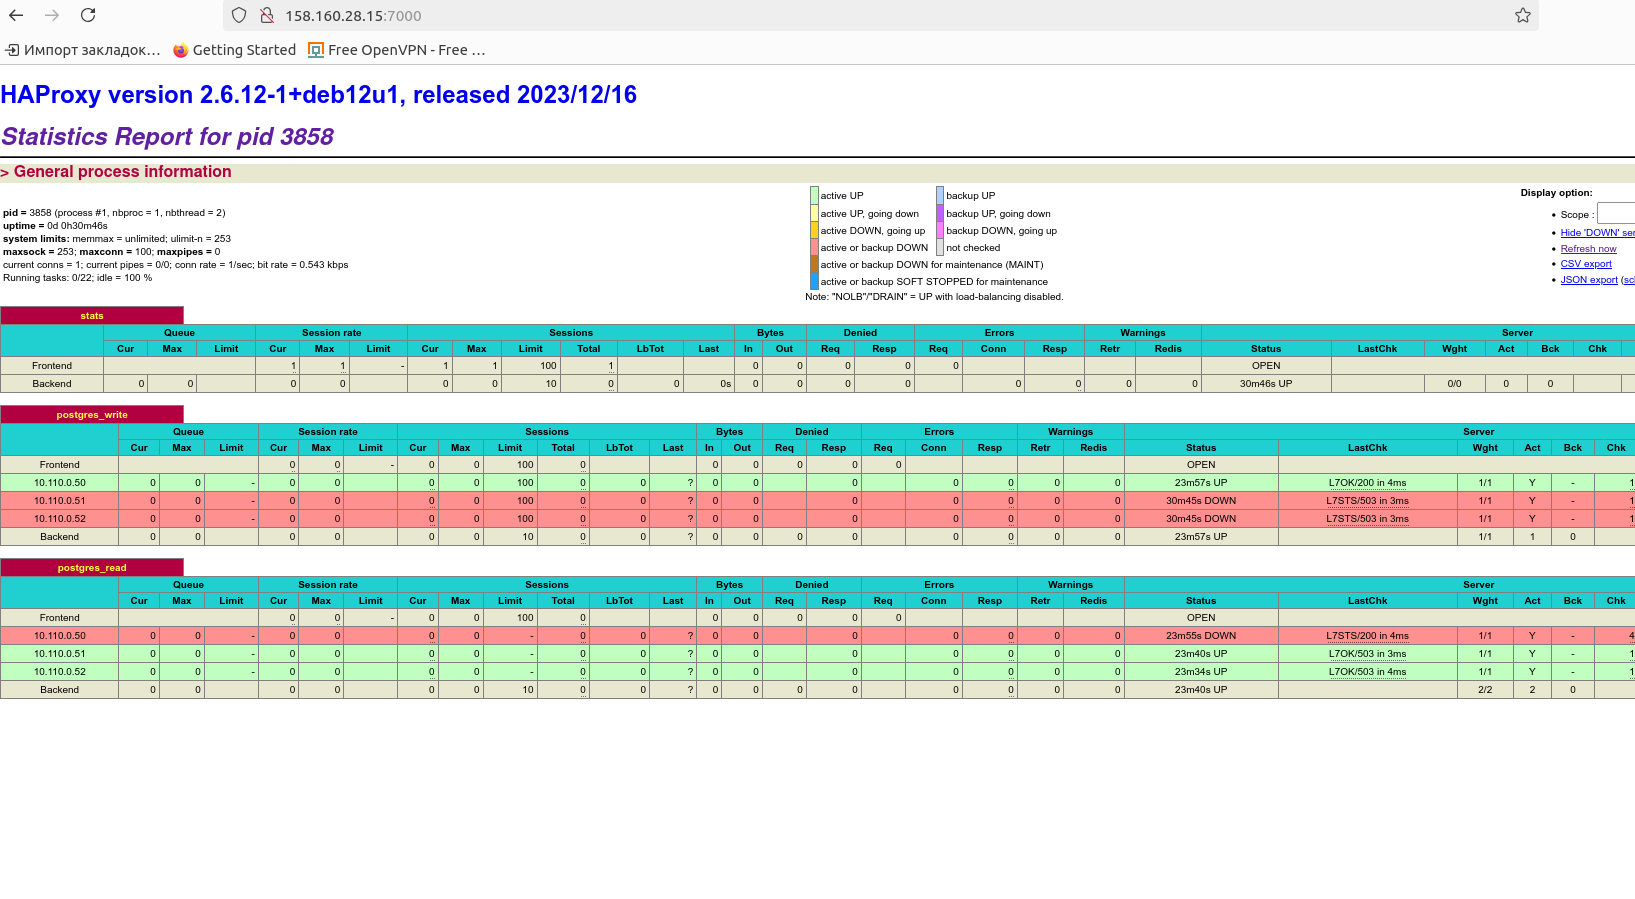 158.160.28.15:7000
Импорт закладок… Getting Started Free OpenVPN - Free …
HAProxy version 2.6.12-1+deb12u1, released 2023/12/16
Statistics Report for pid 3858
> General process information
pid = 3858 (process #1, nbproc = 1, nbthread = 2)
uptime = 0d 0h30m46s
system limits: memmax = unlimited; ulimit-n = 253
maxsock = 253; maxconn = 100; maxpipes = 0
current conns = 1; current pipes = 0/0; conn rate = 1/sec; bit rate = 0.543 kbps
Running tasks: 0/22; idle = 100 %
active UP backup UP
active UP, going down backup UP, going down
active DOWN, going up backup DOWN, going up
active or backup DOWN not checked
active or backup DOWN for maintenance (MAINT)
active or backup SOFT STOPPED for maintenance
Note: "NOLB"/"DRAIN" = UP with load-balancing disabled.
Display option:
• Scope :
• Hide 'DOWN' ser
• Refresh now
• CSV export
• JSON export (sc
stats
Queue Session rate Sessions Bytes Denied Errors Warnings Server
Cur Max Limit Cur Max Limit Cur Max Limit Total LbTot Last In Out Req Resp Req Conn Resp Retr Redis Status LastChk Wght Act Bck Chk
Frontend 1 1 - 1 1 100 1 0 0 0 0 0 OPEN
Backend 0 0 0 0 0 0 10 0 0 0s 0 0 0 0 0 0 0 0 30m46s UP 0/0 0 0
postgres_write
Queue Session rate Sessions Bytes Denied Errors Warnings Server
Cur Max Limit Cur Max Limit Cur Max Limit Total LbTot Last In Out Req Resp Req Conn Resp Retr Redis Status LastChk Wght Act Bck Chk
Frontend 0 0 - 0 0 100 0 0 0 0 0 0 OPEN
10.110.0.50 0 0 - 0 0 0 0 100 0 0 ? 0 0 0 0 0 0 0 23m57s UP L7OK/200 in 4ms 1/1 Y - 1
10.110.0.51 0 0 - 0 0 0 0 100 0 0 ? 0 0 0 0 0 0 0 30m45s DOWN L7STS/503 in 3ms 1/1 Y - 1
10.110.0.52 0 0 - 0 0 0 0 100 0 0 ? 0 0 0 0 0 0 0 30m45s DOWN L7STS/503 in 3ms 1/1 Y - 1
Backend 0 0 0 0 0 0 10 0 0 ? 0 0 0 0 0 0 0 0 23m57s UP 1/1 1 0
postgres_read
Queue Session rate Sessions Bytes Denied Errors Warnings Server
Cur Max Limit Cur Max Limit Cur Max Limit Total LbTot Last In Out Req Resp Req Conn Resp Retr Redis Status LastChk Wght Act Bck Chk
Frontend 0 0 - 0 0 100 0 0 0 0 0 0 OPEN
10.110.0.50 0 0 - 0 0 0 0 - 0 0 ? 0 0 0 0 0 0 0 23m55s DOWN L7STS/200 in 4ms 1/1 Y - 4
10.110.0.51 0 0 - 0 0 0 0 - 0 0 ? 0 0 0 0 0 0 0 23m40s UP L7OK/503 in 3ms 1/1 Y - 1
10.110.0.52 0 0 - 0 0 0 0 - 0 0 ? 0 0 0 0 0 0 0 23m34s UP L7OK/503 in 4ms 1/1 Y - 1
Backend 0 0 0 0 0 0 10 0 0 ? 0 0 0 0 0 0 0 0 23m40s UP 2/2 2 0